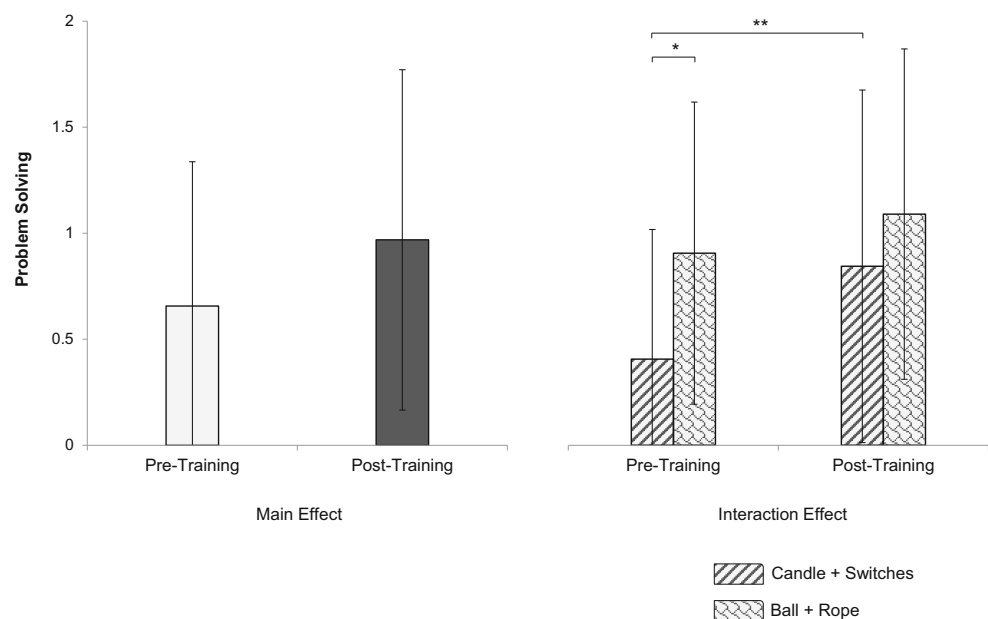 2
1.5
1
0.5
0
Problem Solving
**
*
Pre-Training
Post-Training
Pre-Training
Post-Training
Main Effect
Interaction Effect
Candle + Switches
Ball + Rope